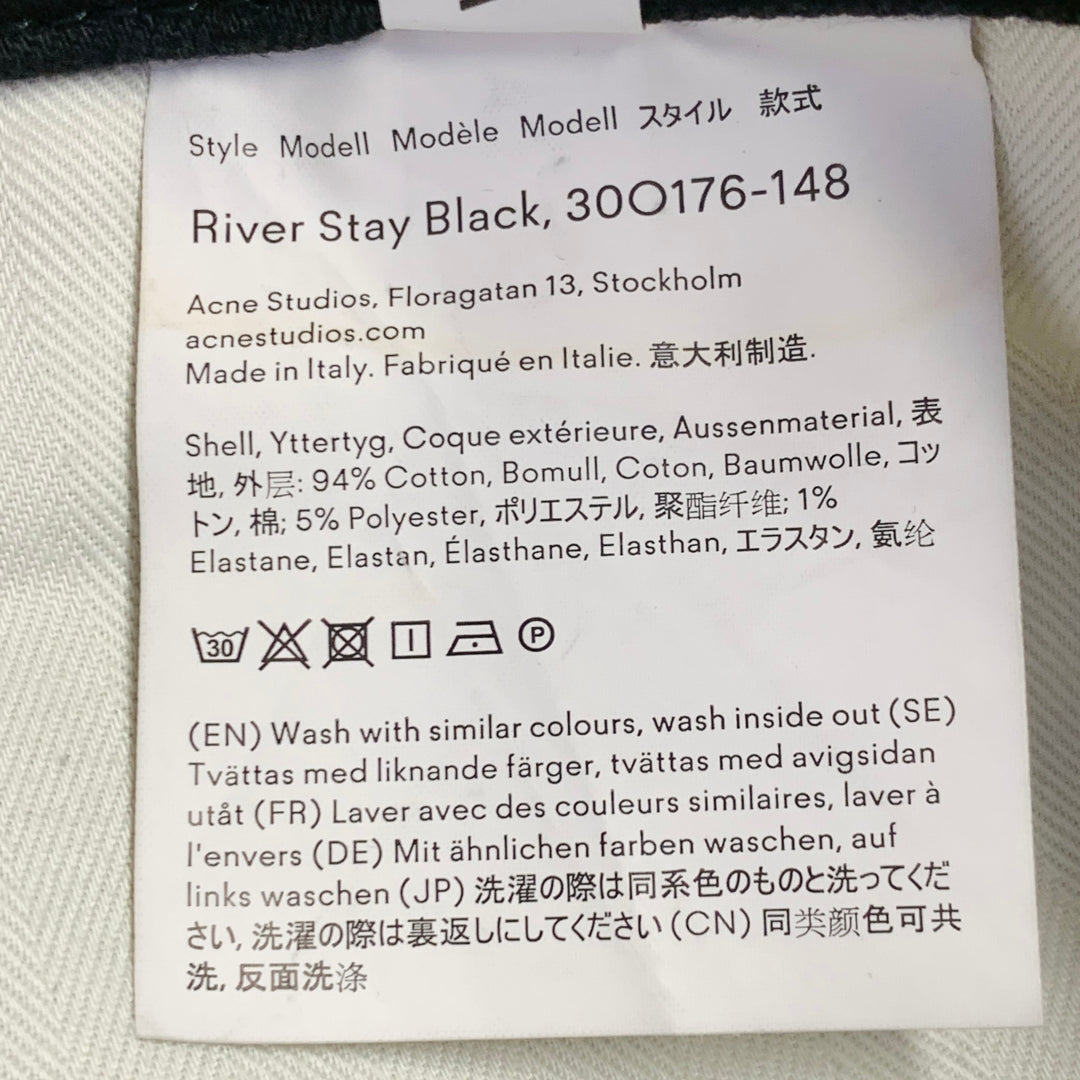 Style Modell Modèle Modell スタイル 款式
River Stay Black, 30O176-148
Acne Studios, Floragatan 13, Stockholm
acnestudios.com
Made in Italy. Fabriqué en Italie. 意大利制造.
Shell, Yttertyg, Coque extérieure, Aussenmaterial, 表
地, 外层: 94% Cotton, Bomull, Coton, Baumwolle, コッ
トン, 棉; 5% Polyester, ポリエステル, 聚酯纤维; 1%
Elastane, Elastan, Élasthane, Elasthan, エラスタン, 氨纶
30 P
(EN) Wash with similar colours, wash inside out (SE)
Tvättas med liknande färger, tvättas med avigsidan
utåt (FR) Laver avec des couleurs similaires, laver à
l'envers (DE) Mit ähnlichen farben waschen, auf
links waschen (JP) 洗濯の際は同系色のものと洗ってくだ
さい, 洗濯の際は裏返しにしてください (CN) 同类颜色可共
洗, 反面洗涤